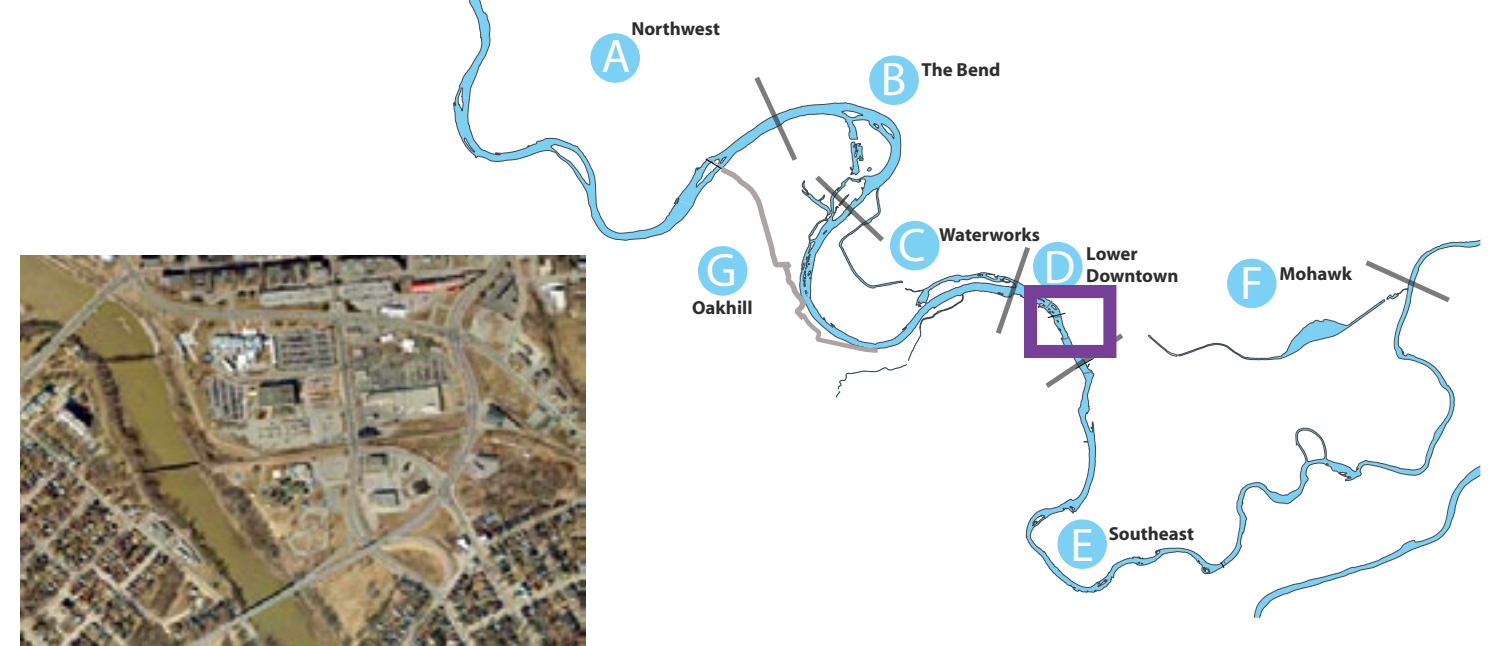 A
Northwest
B
The Bend
C
Waterworks
D
Lower
Downtown
F
Mohawk
G
Oakhill
E
Southeast